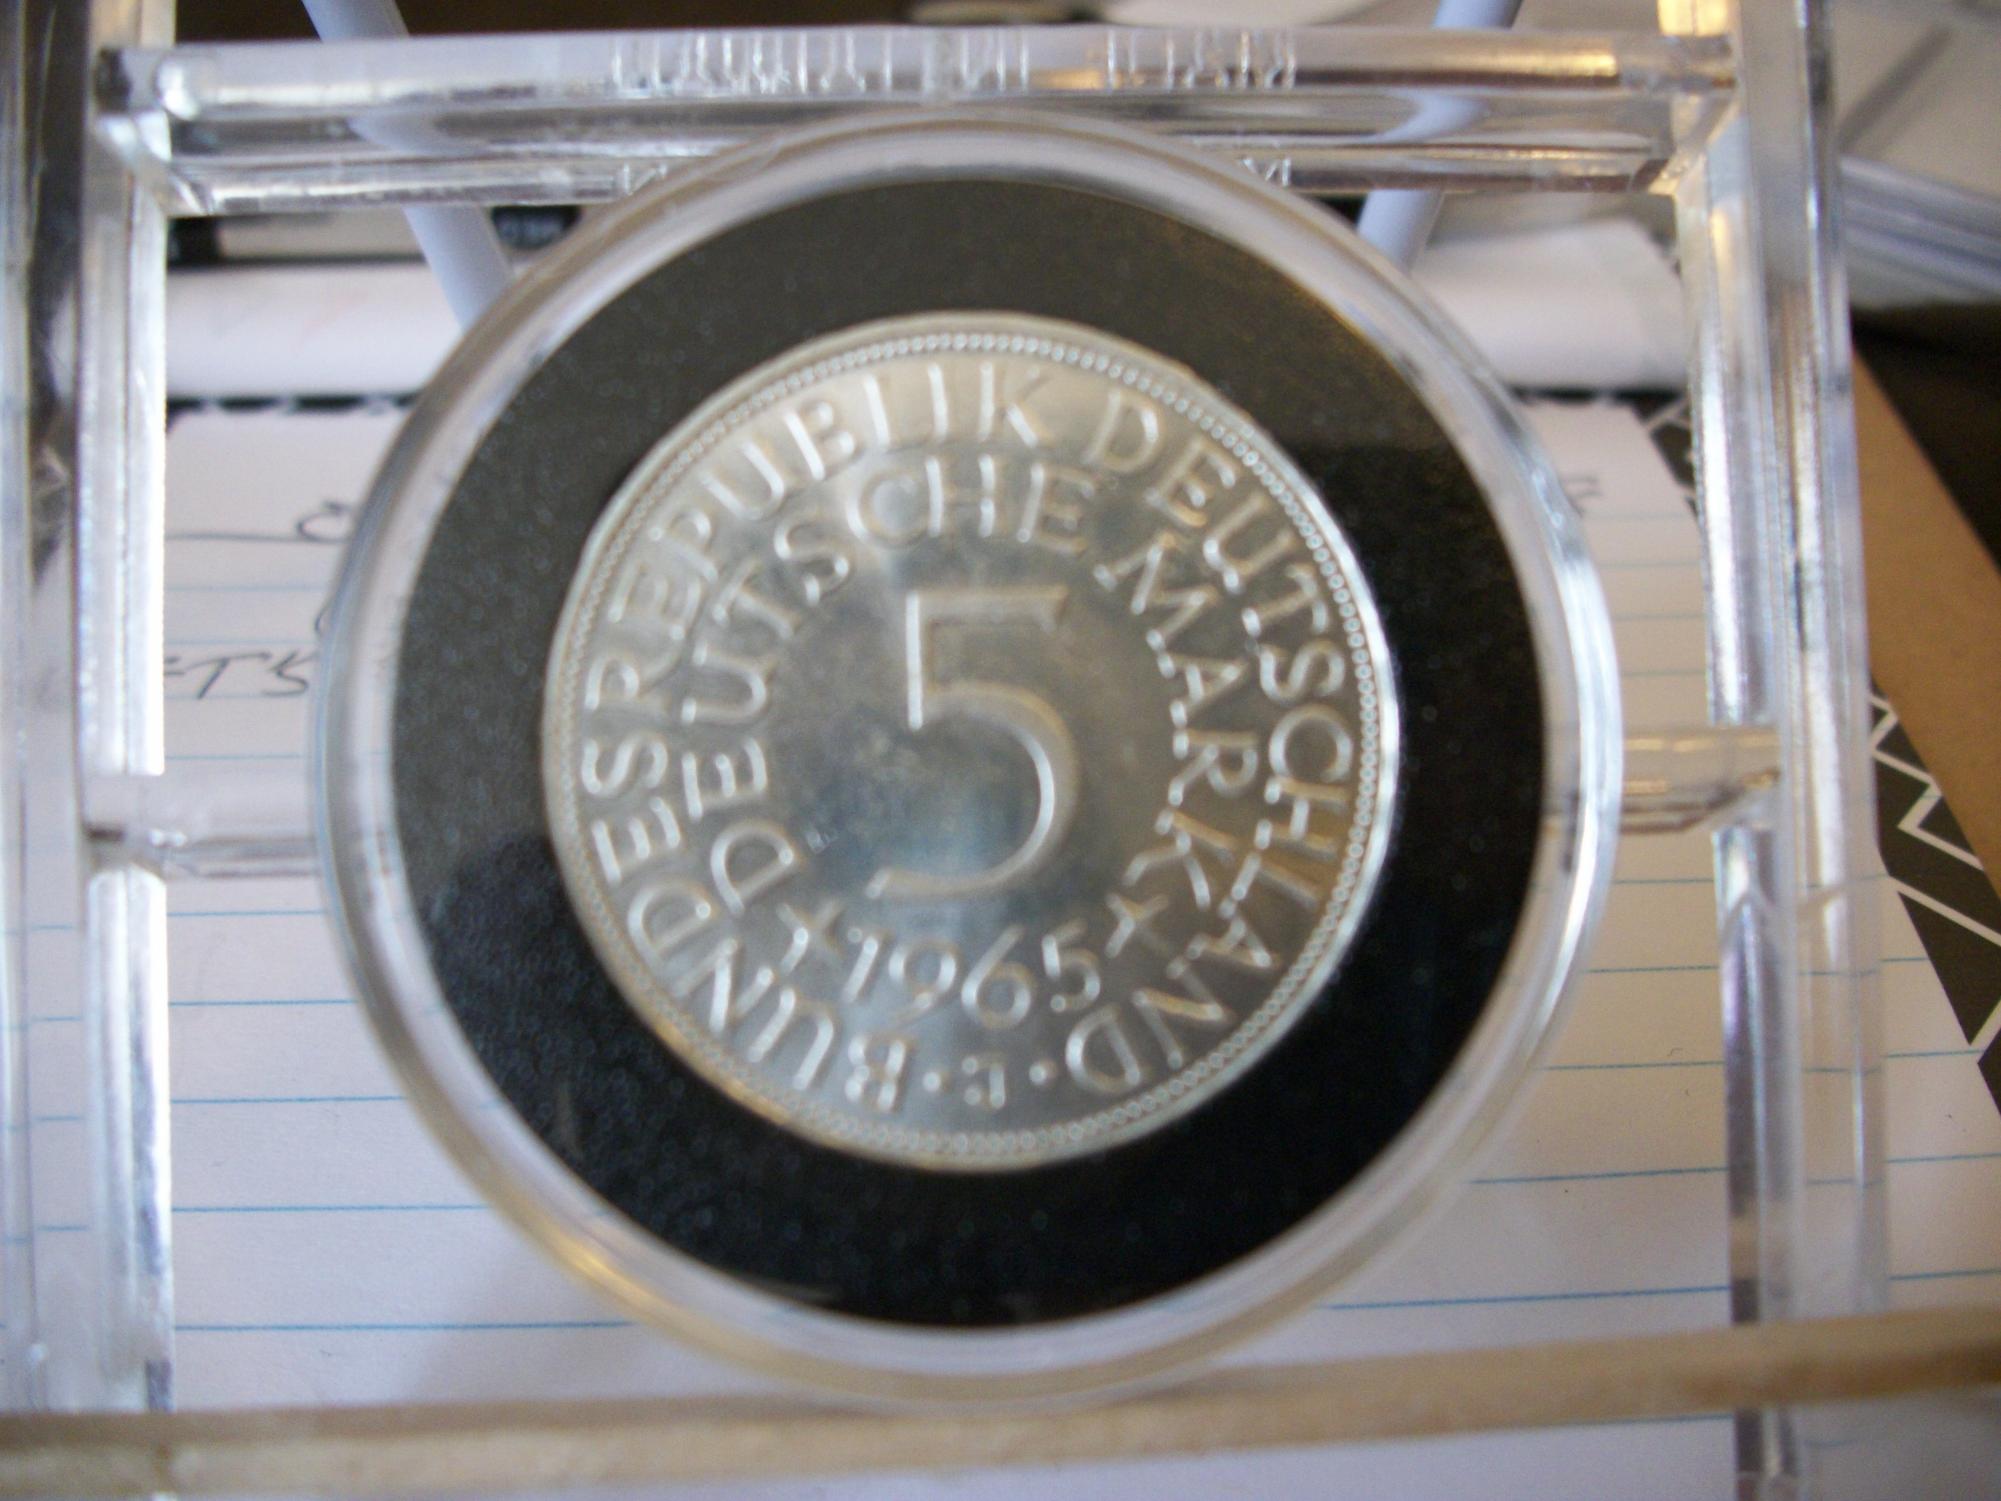 BUNDESREPUBLIK DEUTSCHLAND
DEUTSCHE MARK
5
1965